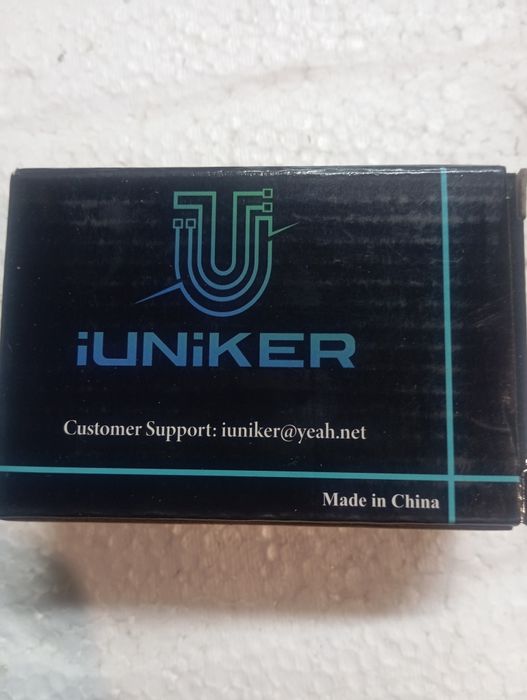 iUNiKER
Customer Support: iuniker@yeah.net
Made in China